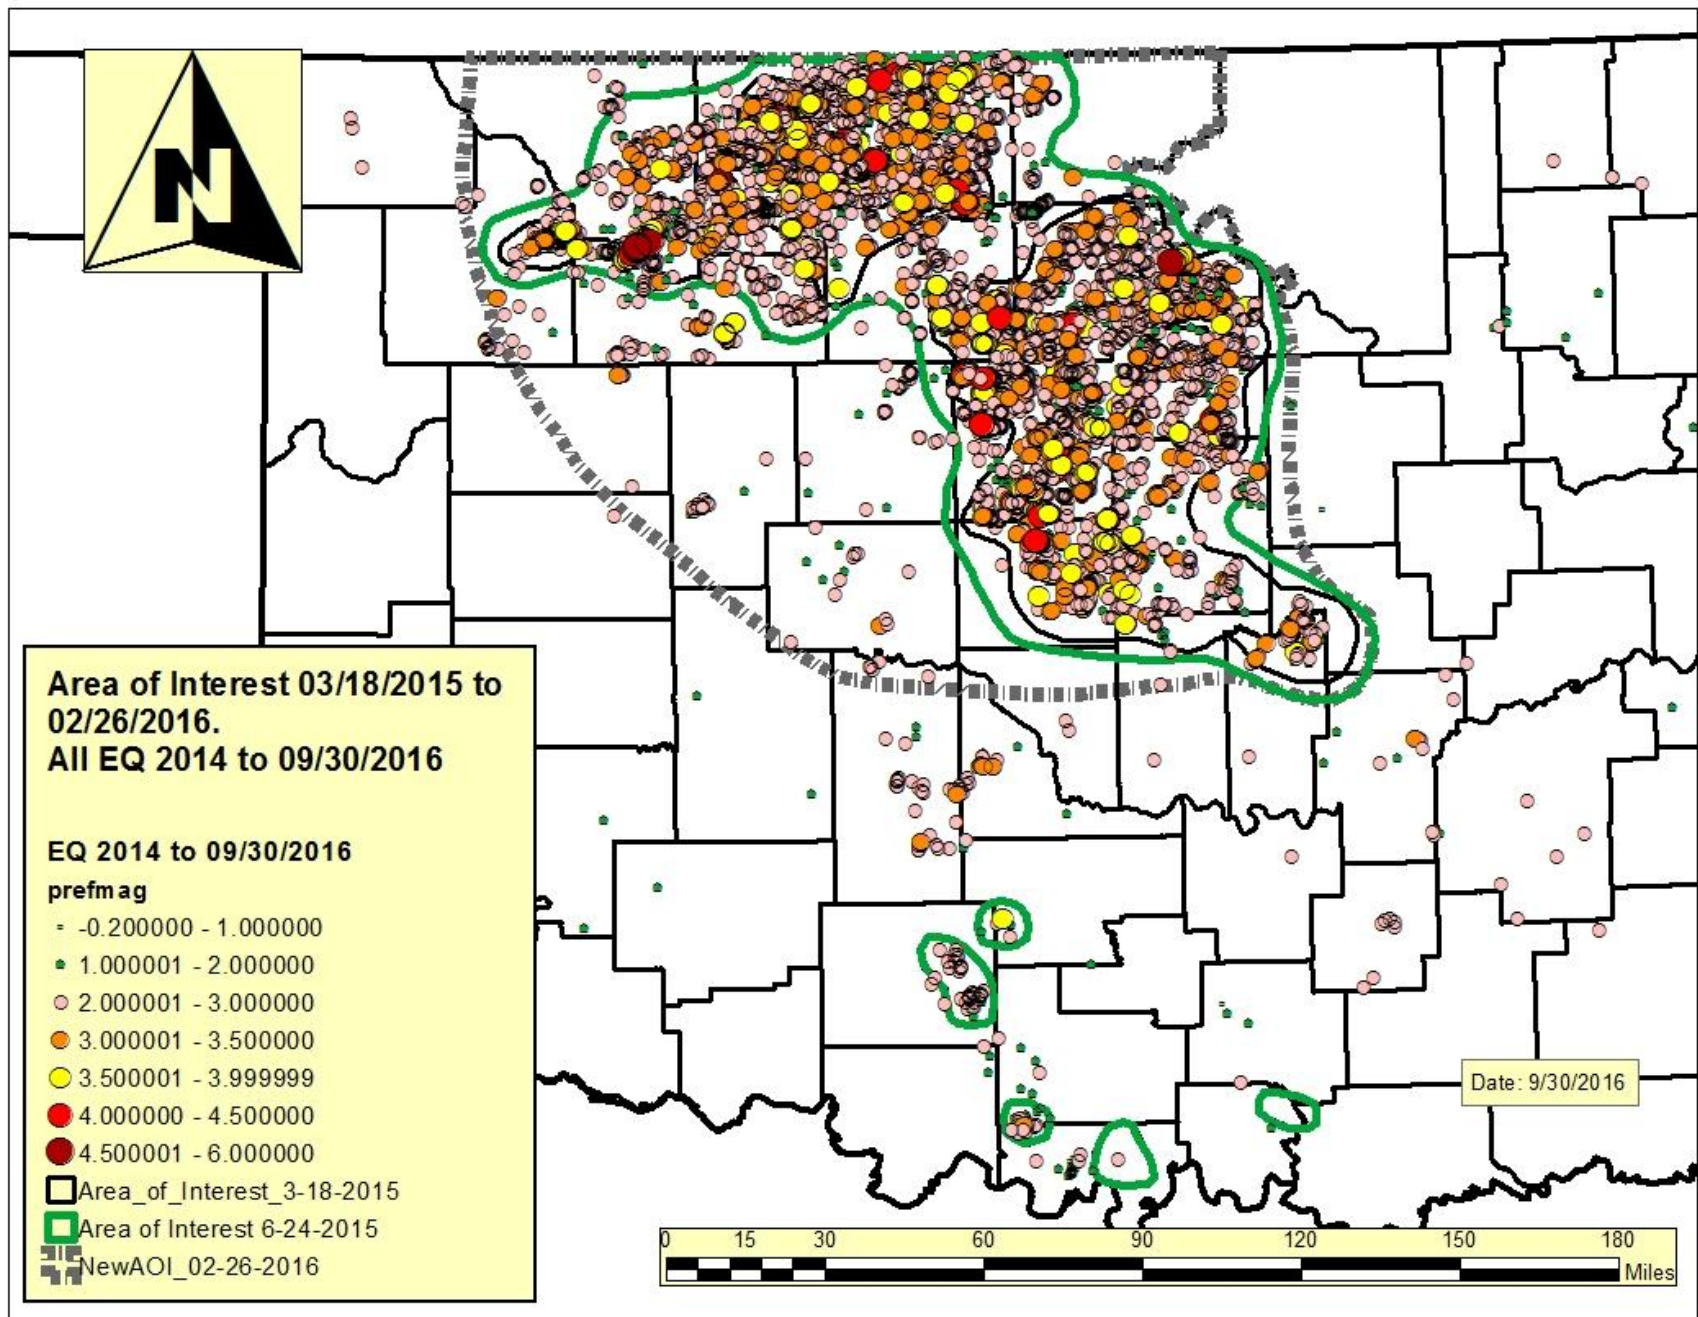 N
Area of Interest 03/18/2015 to
02/26/2016.
All EQ 2014 to 09/30/2016
EQ 2014 to 09/30/2016
prefmag
-0.200000 - 1.000000
1.000001 - 2.000000
2.000001 - 3.000000
3.000001 - 3.500000
3.500001 - 3.999999
4.000000 - 4.500000
4.500001 - 6.000000
Area_of_Interest_3-18-2015
Area of Interest 6-24-2015
NewAOI_02-26-2016
Date: 9/30/2016
0 15 30 60 90 120 150 180
Miles